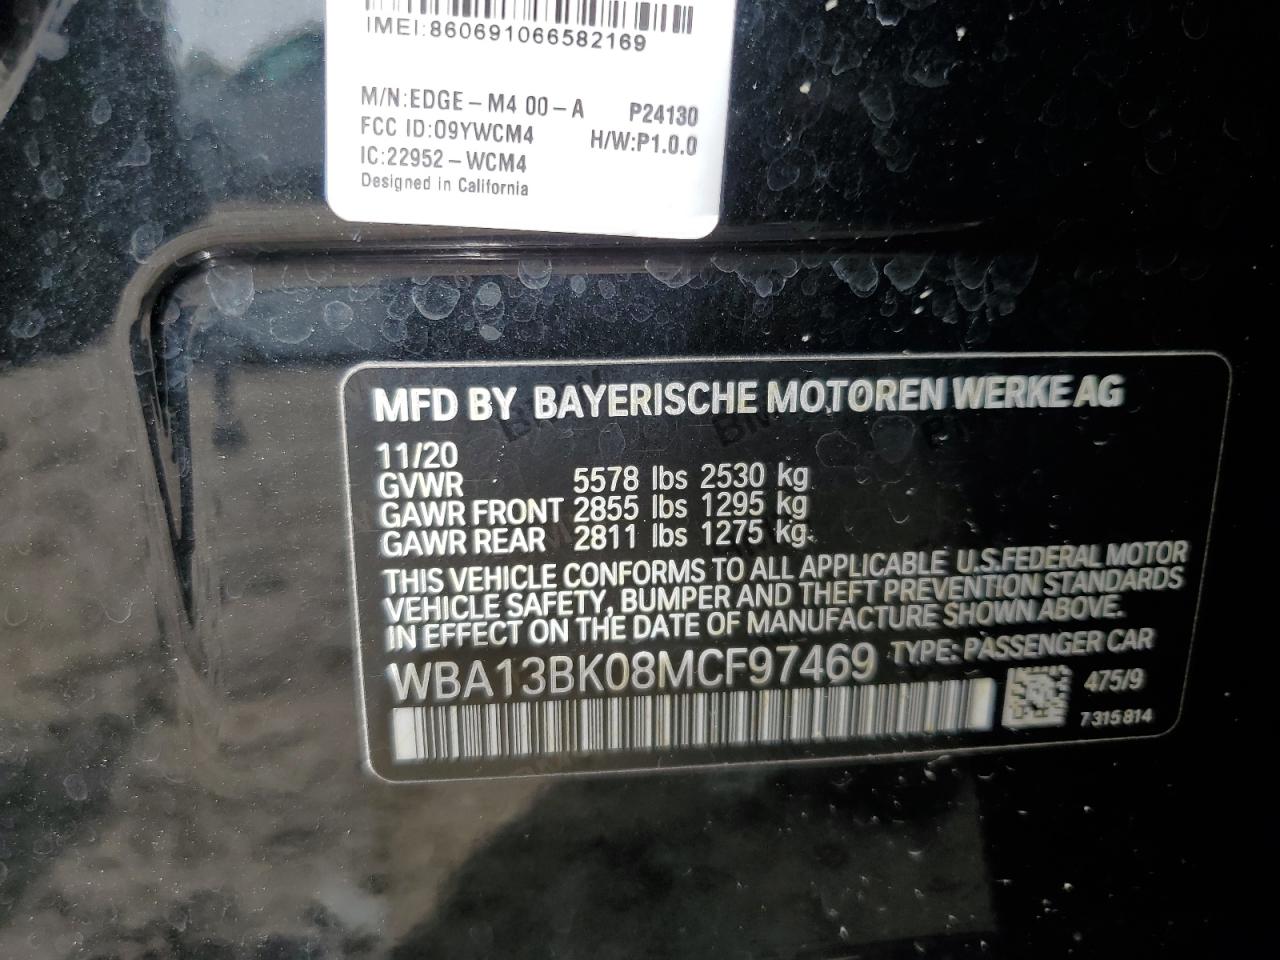 IMEI:860691066582169
M/N:EDGE-M4 00-A P24130
FCC ID:O9YWCM4 H/W:P1.0.0
IC:22952-WCM4
Designed in California
MFD BY BAYERISCHE MOTOREN WERKE AG
11/20
GVWR 5578 lbs 2530 kg
GAWR FRONT 2855 lbs 1295 kg
GAWR REAR 2811 lbs 1275 kg
THIS VEHICLE CONFORMS TO ALL APPLICABLE U.S.FEDERAL MOTOR
VEHICLE SAFETY, BUMPER AND THEFT PREVENTION STANDARDS
IN EFFECT ON THE DATE OF MANUFACTURE SHOWN ABOVE.
WBA13BK08MCF97469 TYPE: PASSENGER CAR
475/9
7315814